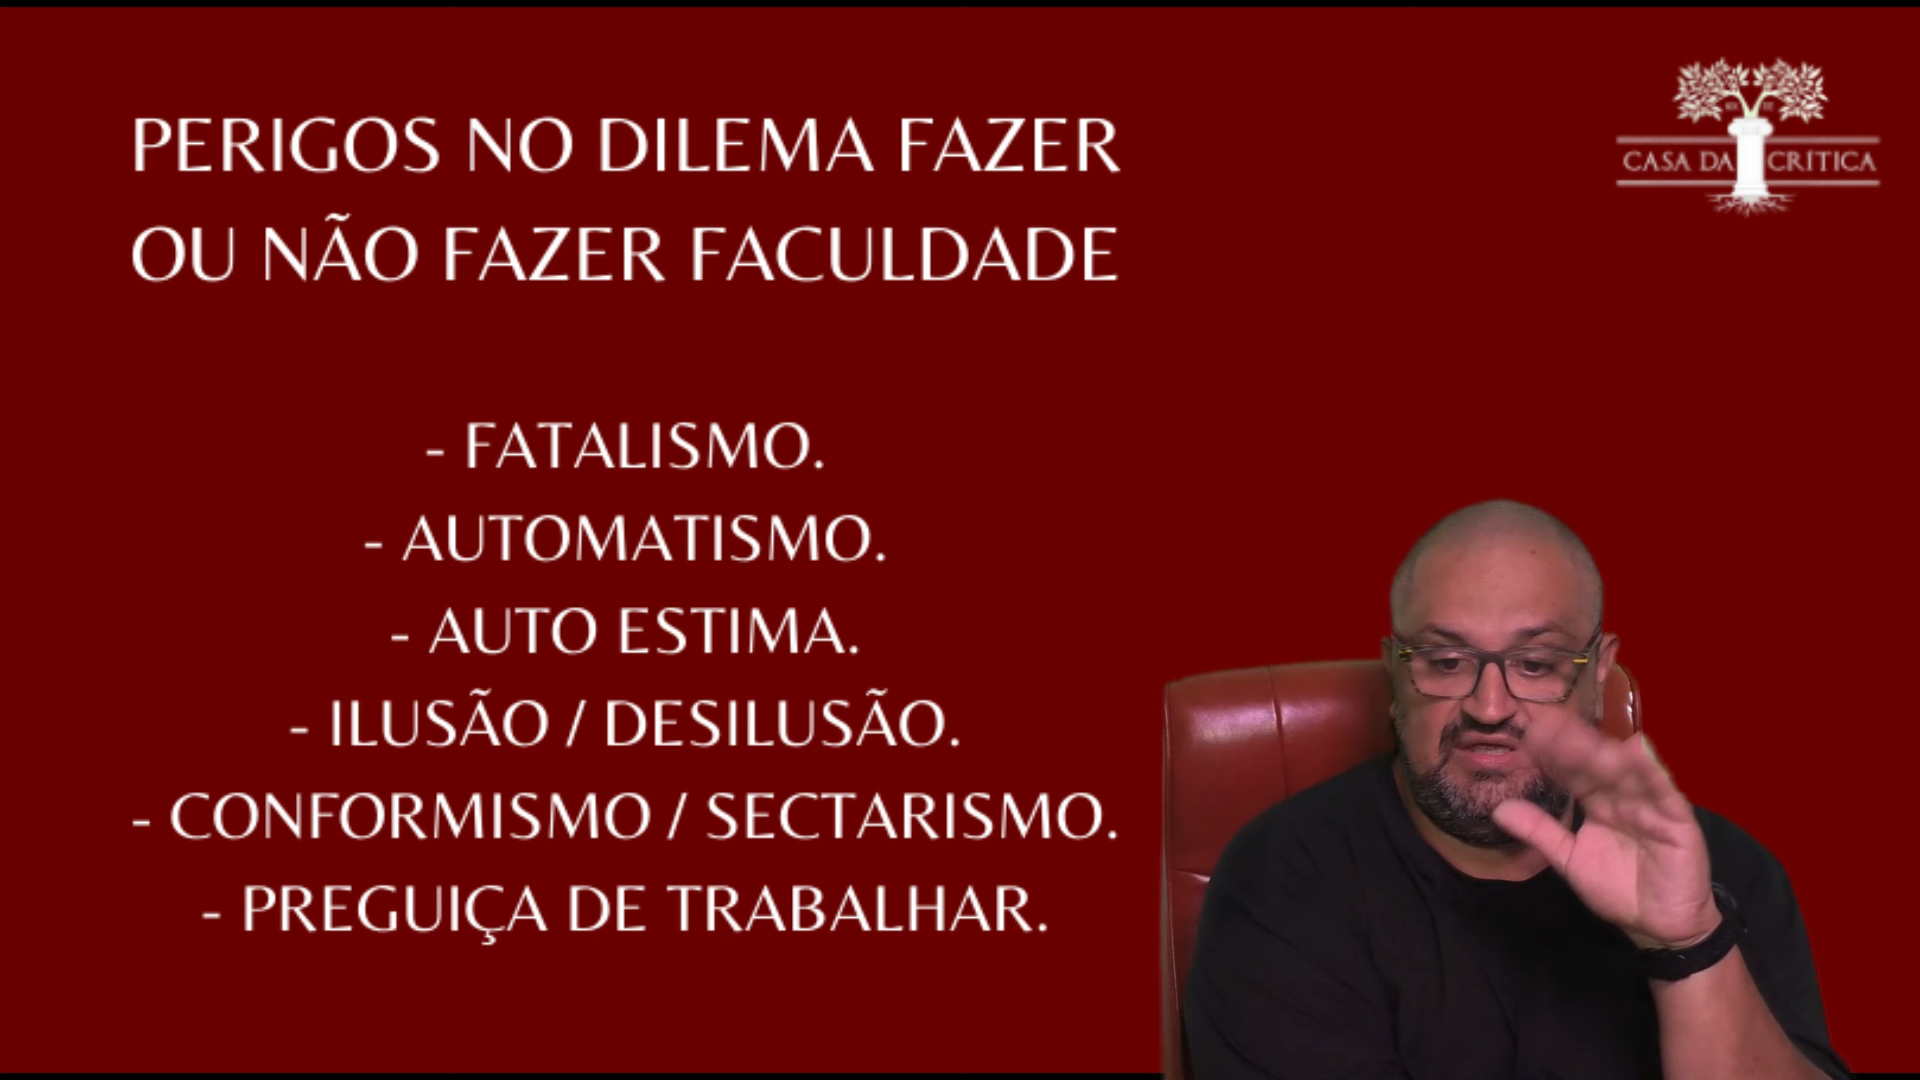 PERIGOS NO DILEMA FAZER
OU NÃO FAZER FACULDADE
CASA DA CRÍTICA
- FATALISMO.
- AUTOMATISMO.
- AUTO ESTIMA.
- ILUSÃO / DESILUSÃO.
- CONFORMISMO / SECTARISMO.
- PREGUIÇA DE TRABALHAR.